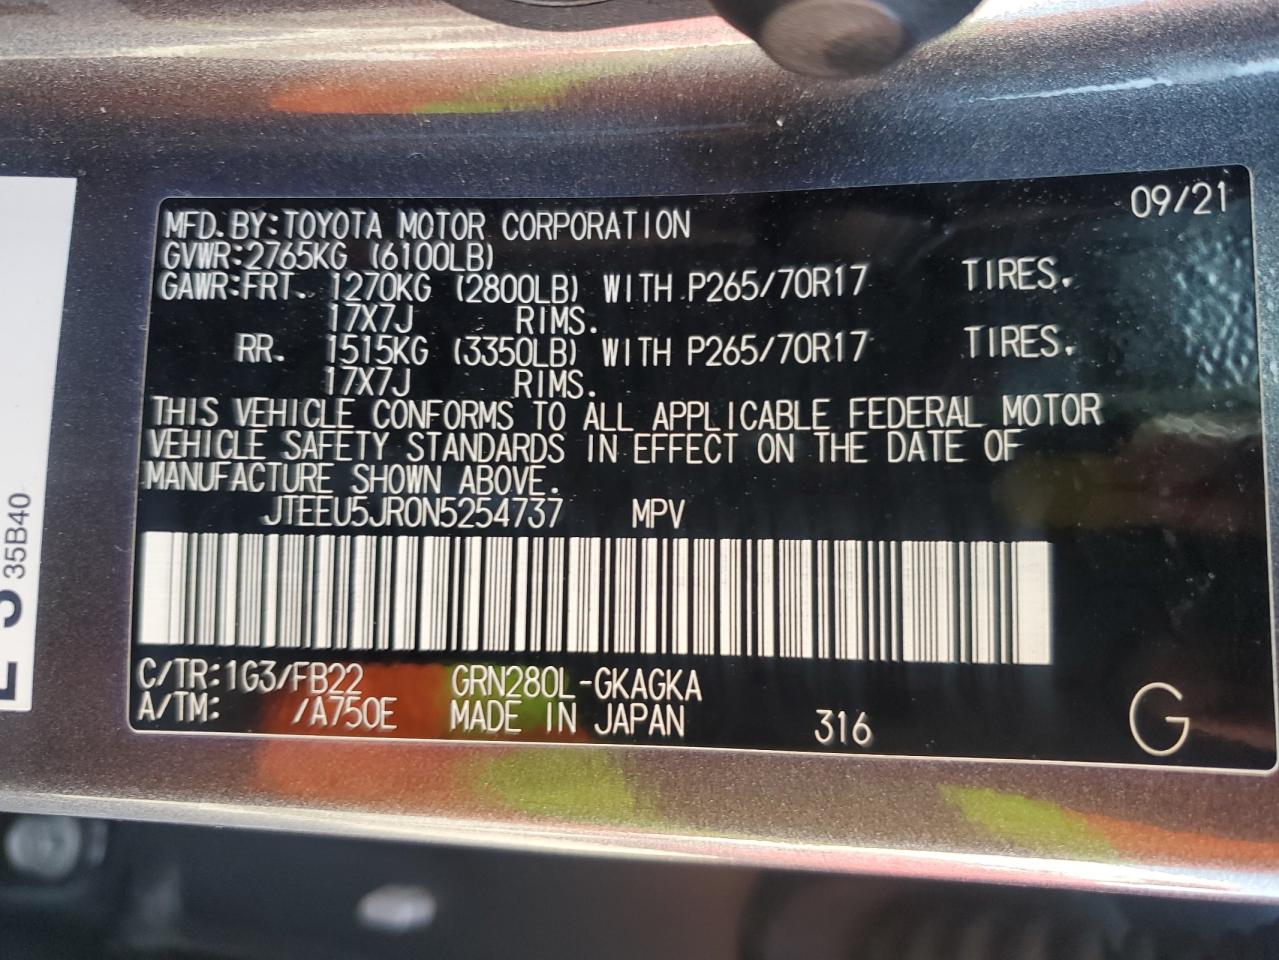 09/21
MFD.BY:TOYOTA MOTOR CORPORATION
GVWR:2765KG (6100LB)
GAWR:FRT. 1270KG (2800LB) WITH P265/70R17 TIRES.
17X7J RIMS.
RR. 1515KG (3350LB) WITH P265/70R17 TIRES.
17X7J RIMS.
THIS VEHICLE CONFORMS TO ALL APPLICABLE FEDERAL MOTOR
VEHICLE SAFETY STANDARDS IN EFFECT ON THE DATE OF
MANUFACTURE SHOWN ABOVE.
JTEEU5JR0N5254737 MPV
C/TR:1G3/FB22 GRN280L-GKAGKA
A/TM: /A750E MADE IN JAPAN 316 G
35B40